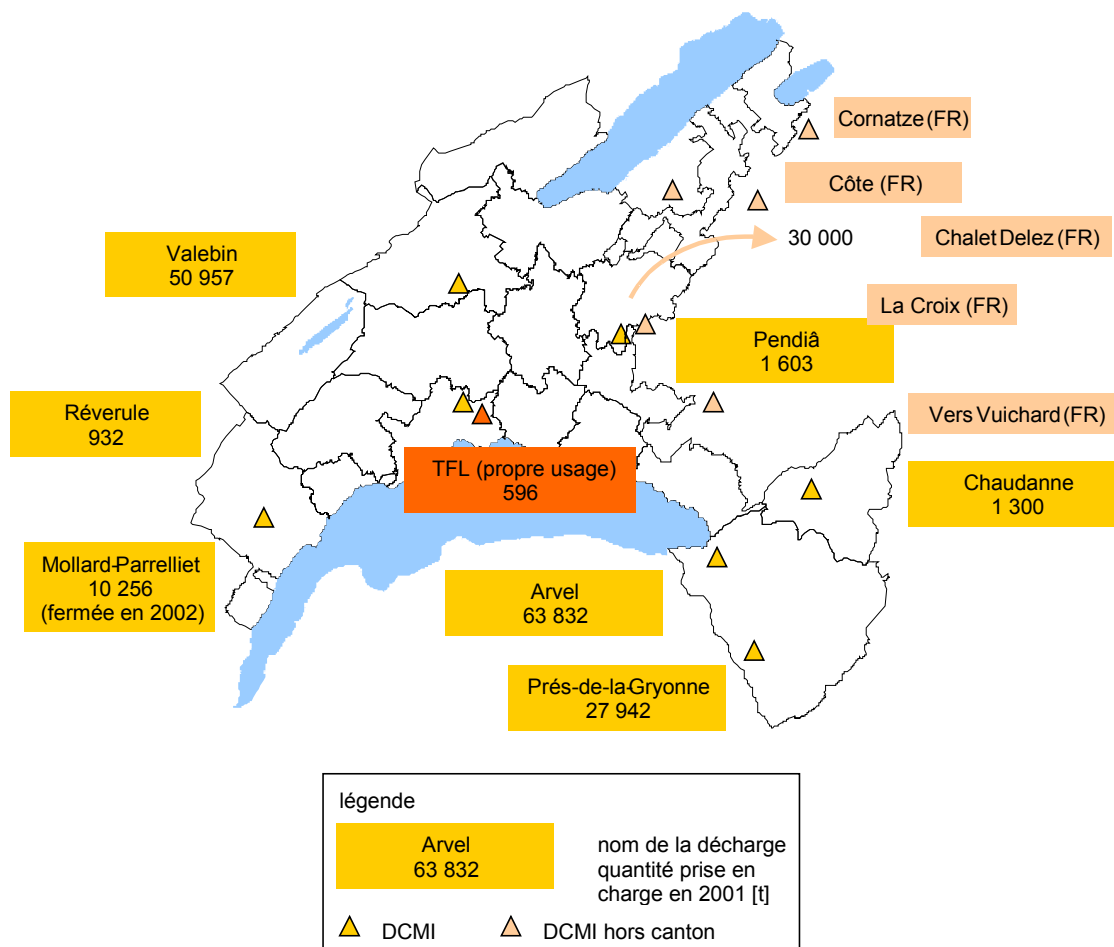 Cornatze (FR)
Côte (FR)
30 000
Chalet Delez (FR)
Valebin
50 957
La Croix (FR)
Pendiâ
1 603
Réverule
932
Vers Vuichard (FR)
TFL (propre usage)
596
Chaudanne
1 300
Mollard-Parrelliet
10 256
(fermée en 2002)
Arvel
63 832
Prés-de-la-Gryonne
27 942
légende
Arvel
63 832
nom de la décharge
quantité prise en
charge en 2001 [t]
DCMI
DCMI hors canton